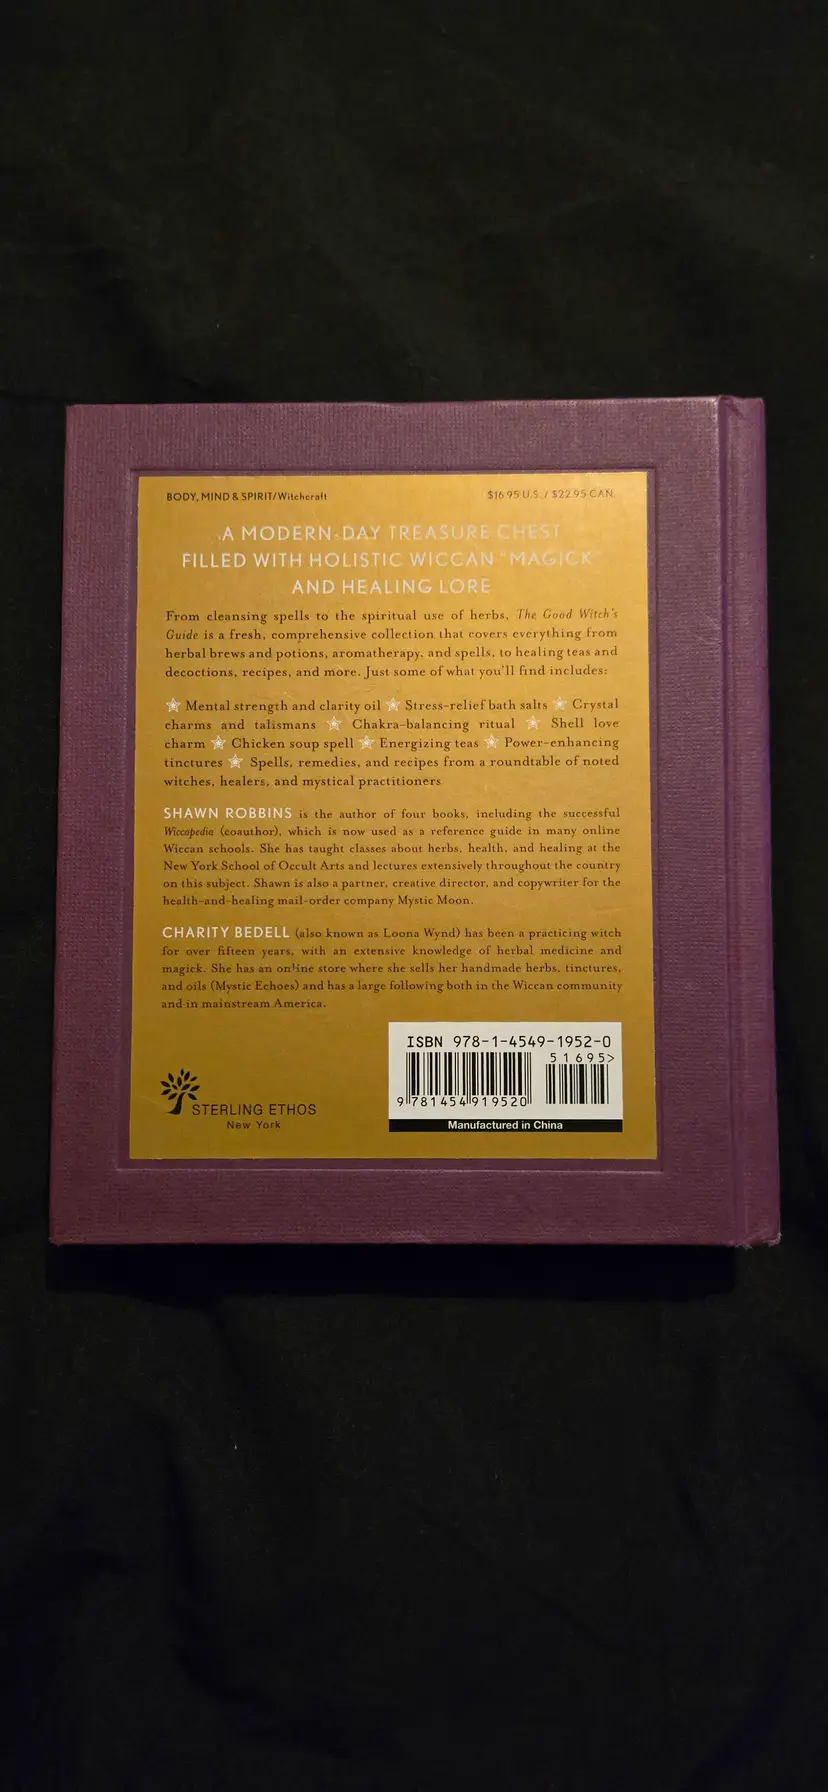 BODY, MIND & SPIRIT/Witchcraft
$16.95 U.S. / $22.95 CAN.
A MODERN-DAY TREASURE CHEST
FILLED WITH HOLISTIC WICCAN "MAGICK"
AND HEALING LORE
From cleansing spells to the spiritual use of herbs, The Good Witch's
Guide is a fresh, comprehensive collection that covers everything from
herbal brews and potions, aromatherapy, and spells, to healing teas and
decoctions, recipes, and more. Just some of what you'll find includes:
Mental strength and clarity oil Stress-relief bath salts Crystal
charms and talismans Chakra-balancing ritual Shell love
charm Chicken soup spell Energizing teas Power-enhancing
tinctures Spells, remedies, and recipes from a roundtable of noted
witches, healers, and mystical practitioners
SHAWN ROBBINS is the author of four books, including the successful
Wiccapedia (coauthor), which is now used as a reference guide in many online
Wiccan schools. She has taught classes about herbs, health, and healing at the
New York School of Occult Arts and lectures extensively throughout the country
on this subject. Shawn is also a partner, creative director, and copywriter for the
health-and-healing mail-order company Mystic Moon.
CHARITY BEDELL (also known as Loona Wynd) has been a practicing witch
for over fifteen years, with an extensive knowledge of herbal medicine and
magick. She has an online store where she sells her handmade herbs, tinctures,
and oils (Mystic Echoes) and has a large following both in the Wiccan community
and in mainstream America.
ISBN 978-1-4549-1952-0
51695>
9 781454 919520
Manufactured in China
STERLING ETHOS
New York